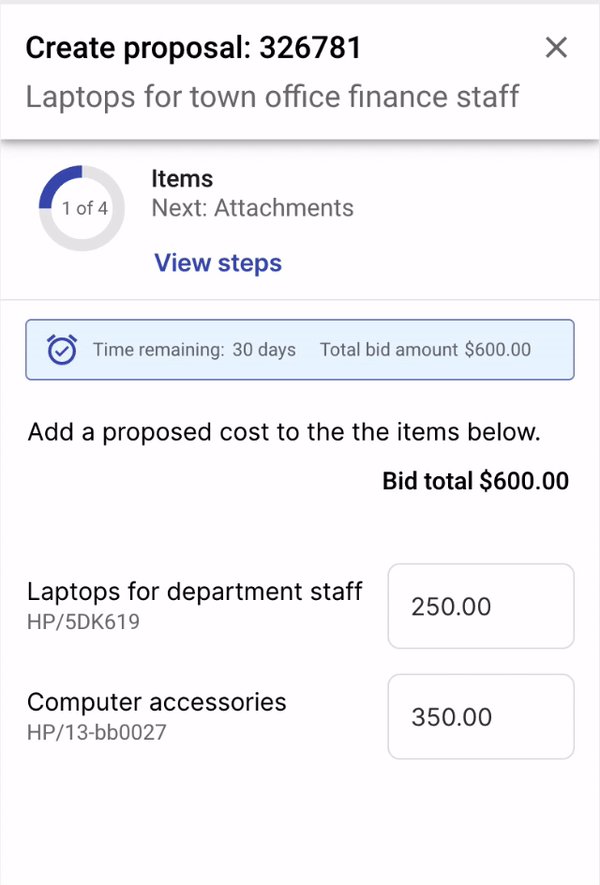 Create proposal: 326781
Laptops for town office finance staff
1 of 4
Items
Next: Attachments
View steps
Time remaining: 30 days Total bid amount $600.00
Add a proposed cost to the the items below.
Bid total $600.00
Laptops for department staff
HP/5DK619
250.00
Computer accessories
HP/13-bb0027
350.00